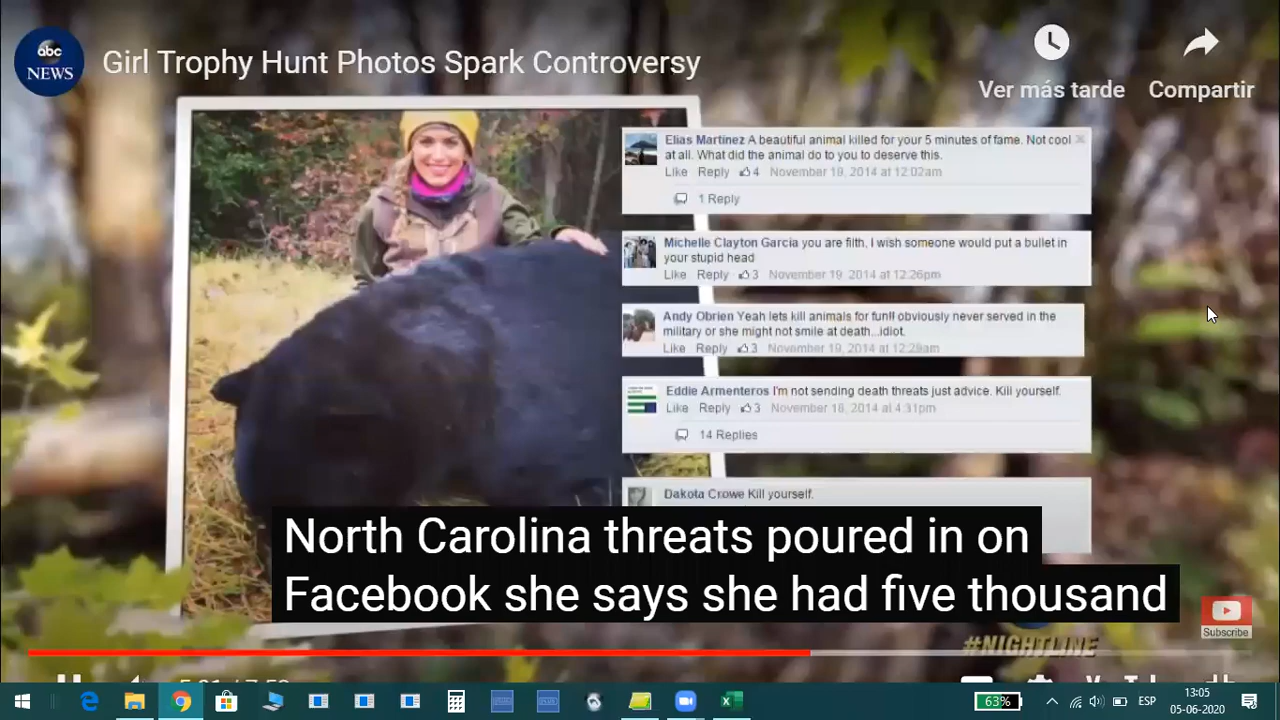 abc
NEWS
Girl Trophy Hunt Photos Spark Controversy
Ver más tarde
Compartir
Elias Martinez A beautiful animal killed for your 5 minutes of fame. Not cool
at all. What did the animal do to you to deserve this.
Like Reply 4 November 19, 2014 at 12:02am
1 Reply
Michelle Clayton Garcia you are filth. I wish someone would put a bullet in
your stupid head
Like Reply 3 November 19, 2014 at 12:26pm
Andy Obrien Yeah lets kill animals for fun!! obviously never served in the
military or she might not smile at death...idiot.
Like Reply 3 November 19, 2014 at 12:29am
Eddie Armenteros I'm not sending death threats just advice. Kill yourself.
Like Reply 3 November 18, 2014 at 4:31pm
14 Replies
Dakota Crowe Kill yourself.
North Carolina threats poured in on
Facebook she says she had five thousand
Subscribe
#NIGHTLINE
63%
ESP
13:05
05-06-2020